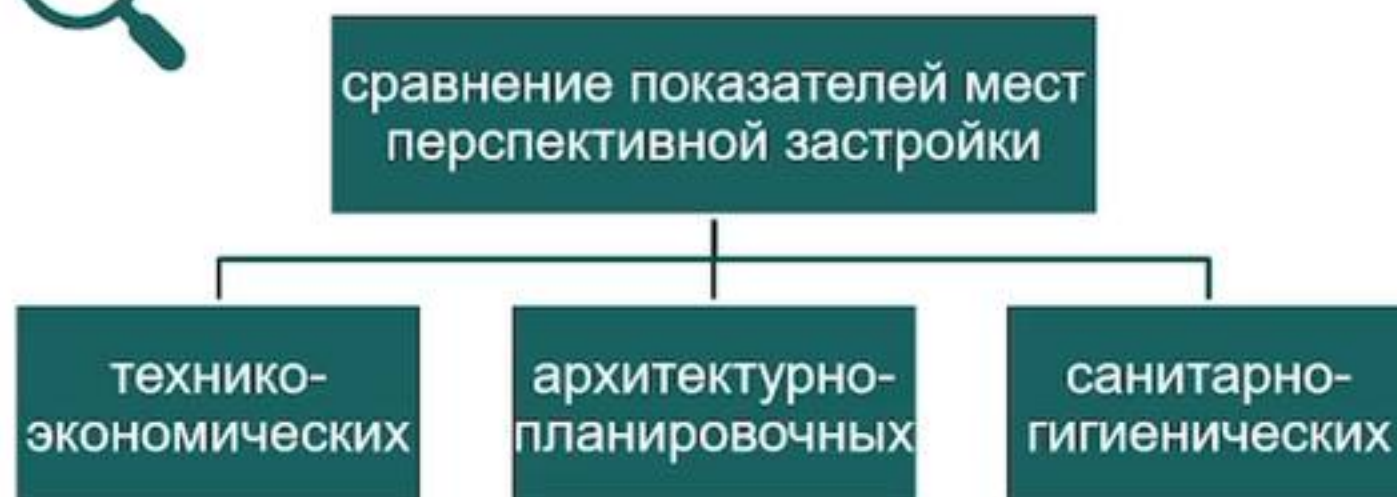 сравнение показателей мест
перспективной застройки
технико-
экономических
архитектурно-
планировочных
санитарно-
гигиенических